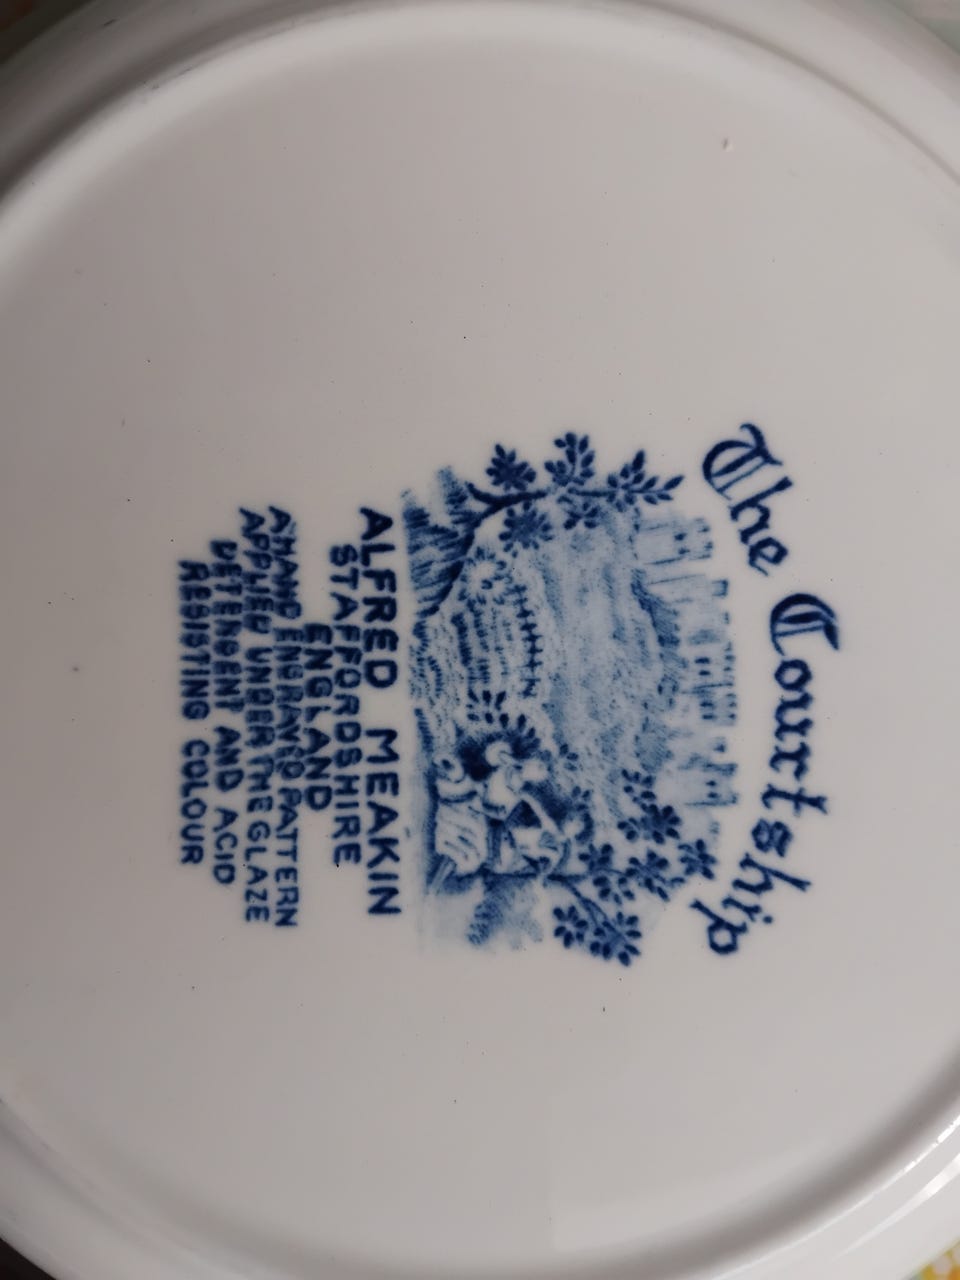 The Courtship
ALFRED MEAKIN
STAFFORDSHIRE
ENGLAND
A HAND ENGRAVED PATTERN
APPLIED UNDER THE GLAZE
DETERGENT AND ACID
RESISTING COLOUR